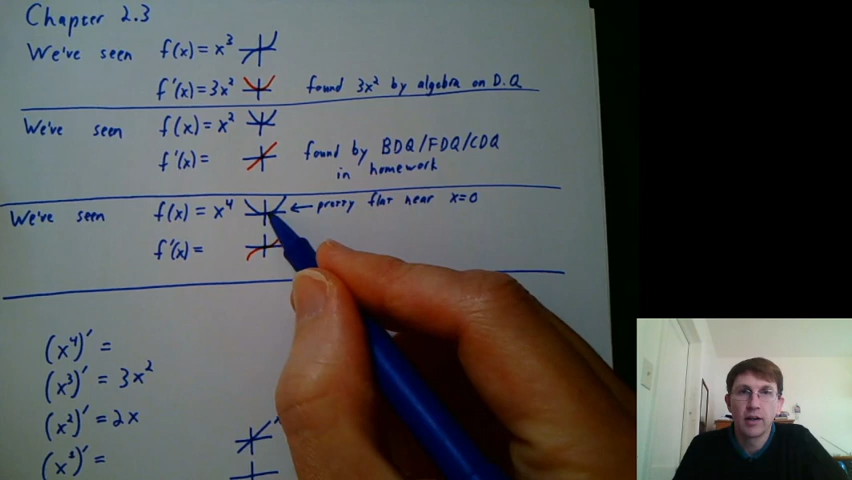 Chapter 2.3
We've seen f(x) = x³
f'(x) = 3x² found 3x² by algebra on D.Q
We've seen f(x) = x²
f'(x) = found by BDQ/FDQ/CDQ
in homework
We've seen f(x) = x⁴ ← pretty flat near x=0
f'(x) =
(x⁴)' =
(x³)' = 3x²
(x²)' = 2x
(x¹)' =